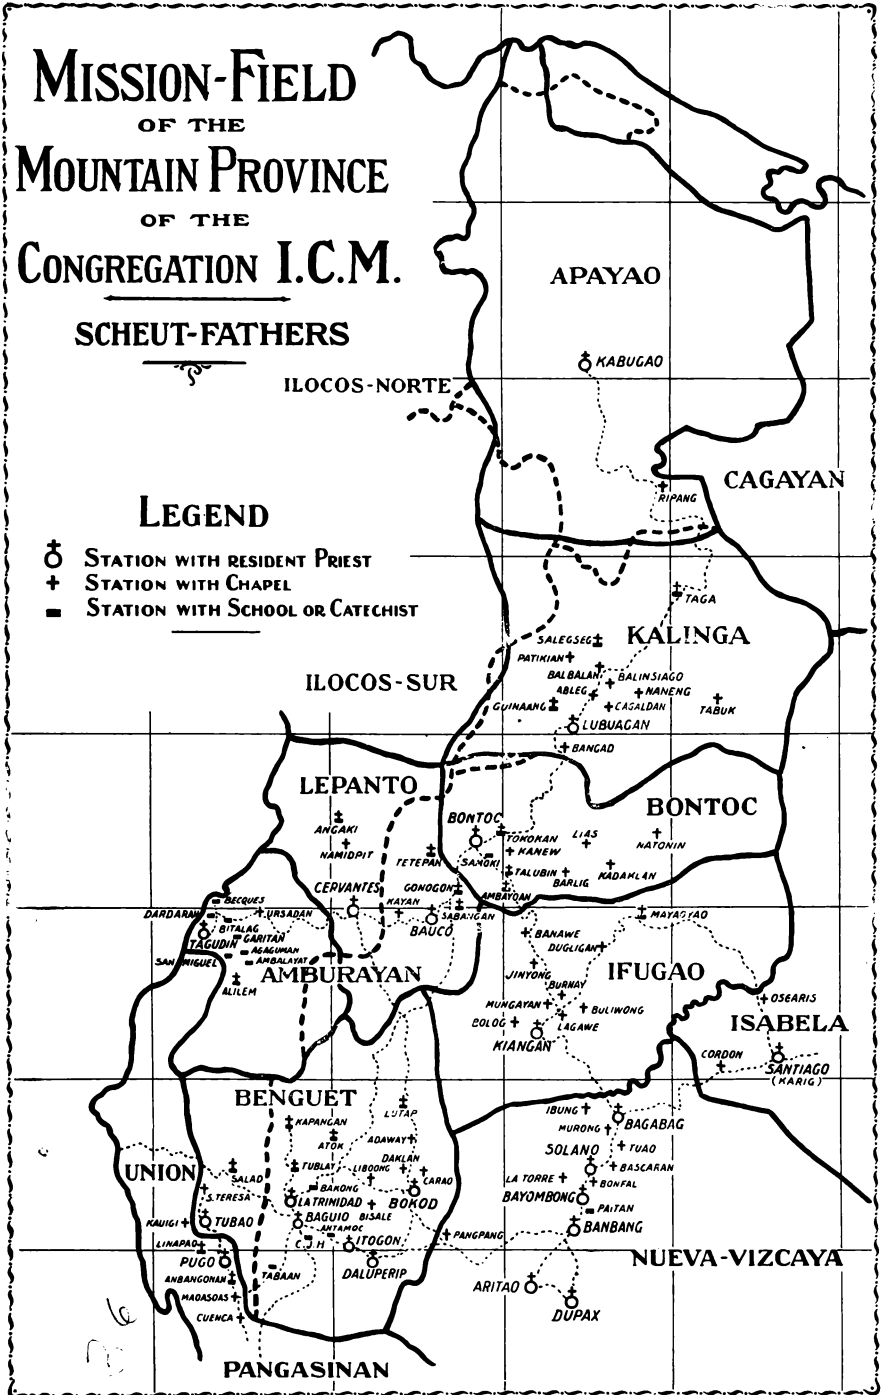 MISSION-FIELD
OF THE
MOUNTAIN PROVINCE
OF THE
CONGREGATION I.C.M.
SCHEUT-FATHERS
LEGEND
STATION WITH RESIDENT PRIEST
STATION WITH CHAPEL
STATION WITH SCHOOL OR CATECHIST
APAYAO
KABUGAO
ILOCOS-NORTE
CAGAYAN
RIPANG
TAGA
SALEGSEG
KALINGA
PATIKIAN
BALBALAN
BALINSIAGO
ABLEG
NANENG
GUINAANG
CAGALDAN
TABUK
LUBUAGAN
BANGAD
ILOCOS-SUR
LEPANTO
ANGAKI
NAMIDPIT
TETEPAN
CERVANTES
GONOGON
KAYAN
SABANGAN
BAUCO
BONTOC
BONTOC
TOKOKAN
LIAS
NATONIN
KANEW
SAMOKI
TALUBIN
BARLIG
KADAKLAN
AMBAYOAN
BECQUES
DARDARAT
URSADAN
BITALAG
TAGUDIN
GARITAN
AGAGUMAN
SAN MIGUEL
AMBALAYAT
AMBURAYAN
ALILEM
MAYAOYAO
BANAWE
DUGLIGAN
JINYONG
IFUGAO
BURNAY
MUNGAYAN
BULIWONG
BOLOG
LAGAWE
KIANGAN
OSEARIS
ISABELA
CORDON
SANTIAGO
(KARIG)
BENGUET
KAPANGAN
LUTAP
ATOK
ADAWAY
DAKLAN
TUBLAY
LIBOONG
CARAO
BAKONG
LA TRINIDAD
BOKOD
BAGUIO
BISALE
ANTAMOC
C.J.H
ITOGON
DALUPERIP
TABAAN
UNION
SALAD
S. TERESA
KAUIGI
TUBAO
LINAPAO
PUGO
ANBANGONAN
MADASOAS
CUENCA
PANGPANG
IBUNG
BAGABAG
MURONG
SOLANO
TUAO
BASCARAN
LA TORRE
BONFAL
BAYOMBONG
PAITAN
BANBANG
NUEVA-VIZCAYA
ARITAO
DUPAX
PANGASINAN